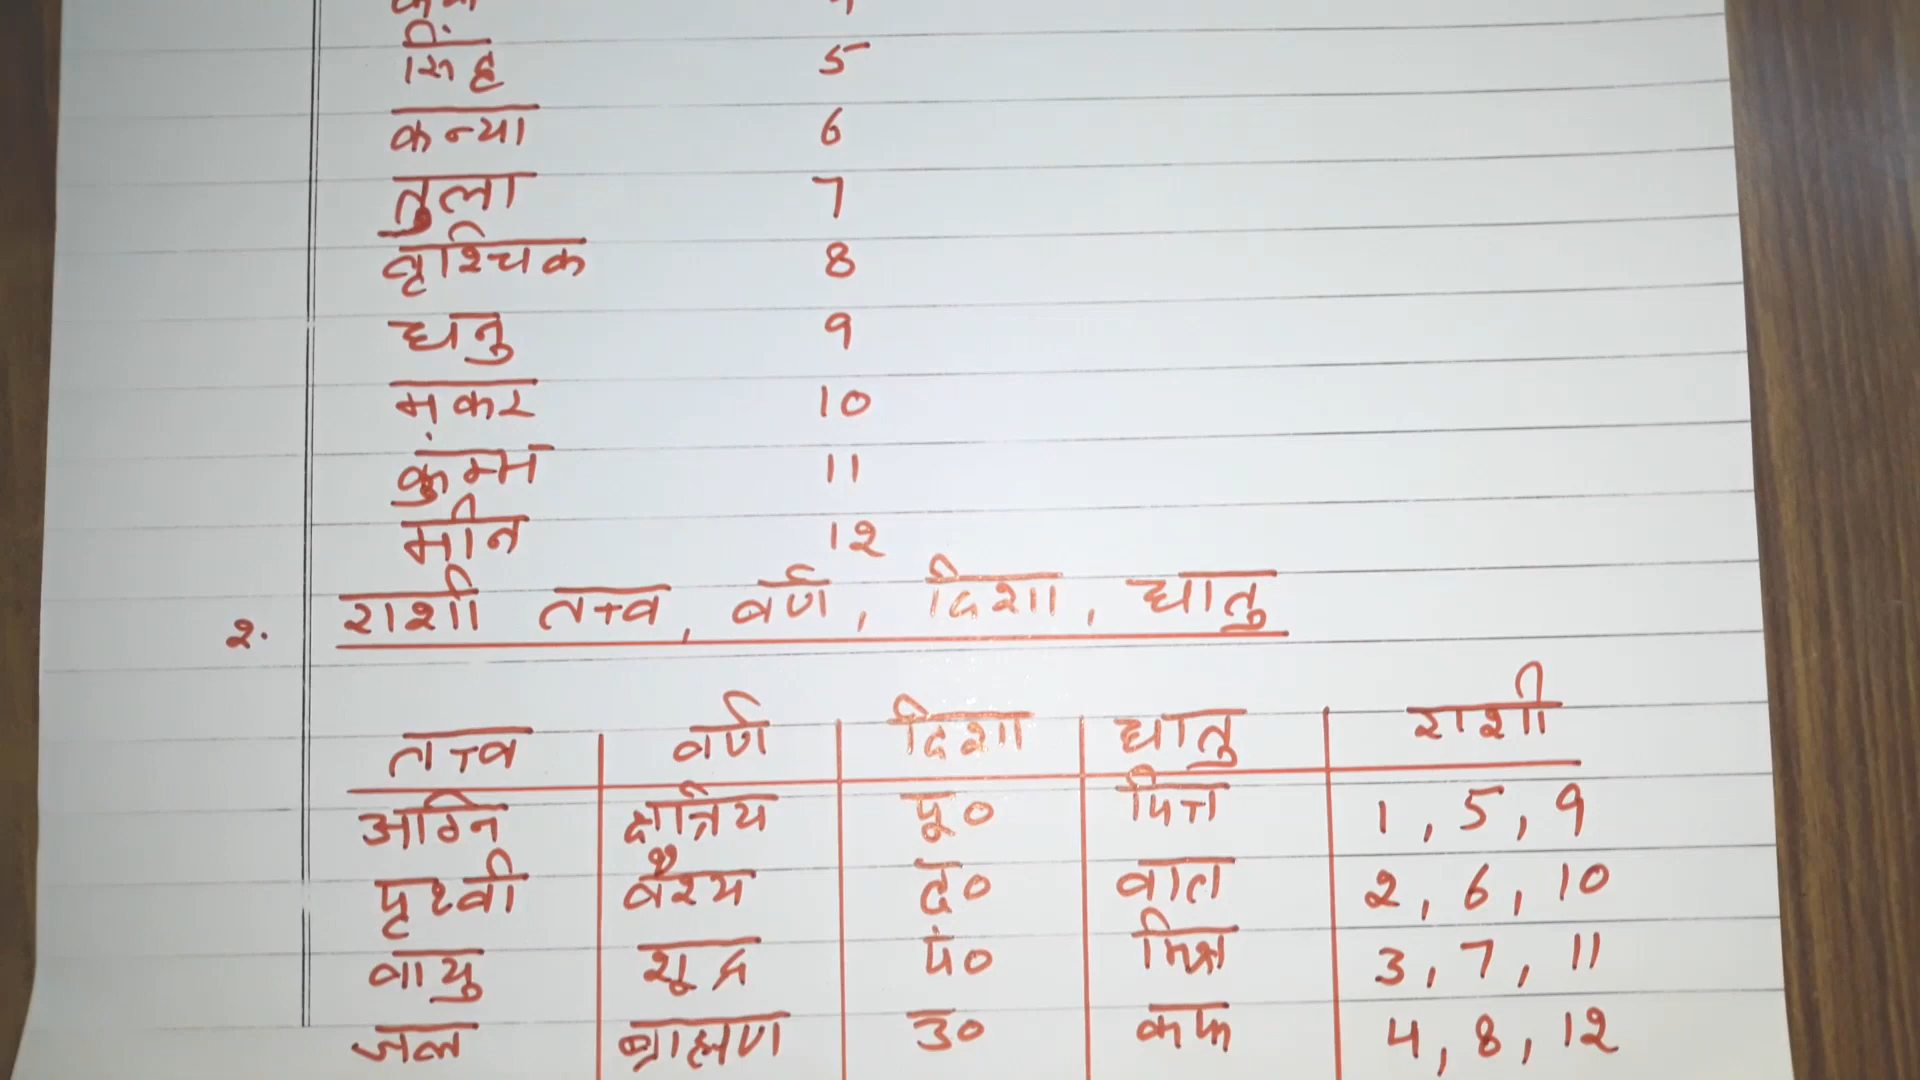 सिंह 5
कन्या 6
तुला 7
वृश्चिक 8
धनु 9
मकर 10
कुंम्भ 11
मीन 12
२. राशी तत्व, वर्ण, दिशा, धातु
तत्व वर्ण दिशा धातु राशी
अग्नि क्षत्रिय पू० पित्त 1, 5, 9
पृथ्वी वैश्य द० वात 2, 6, 10
वायु शूद्र प० मिश्र 3, 7, 11
जल ब्राह्मण उ० कफ 4, 8, 12